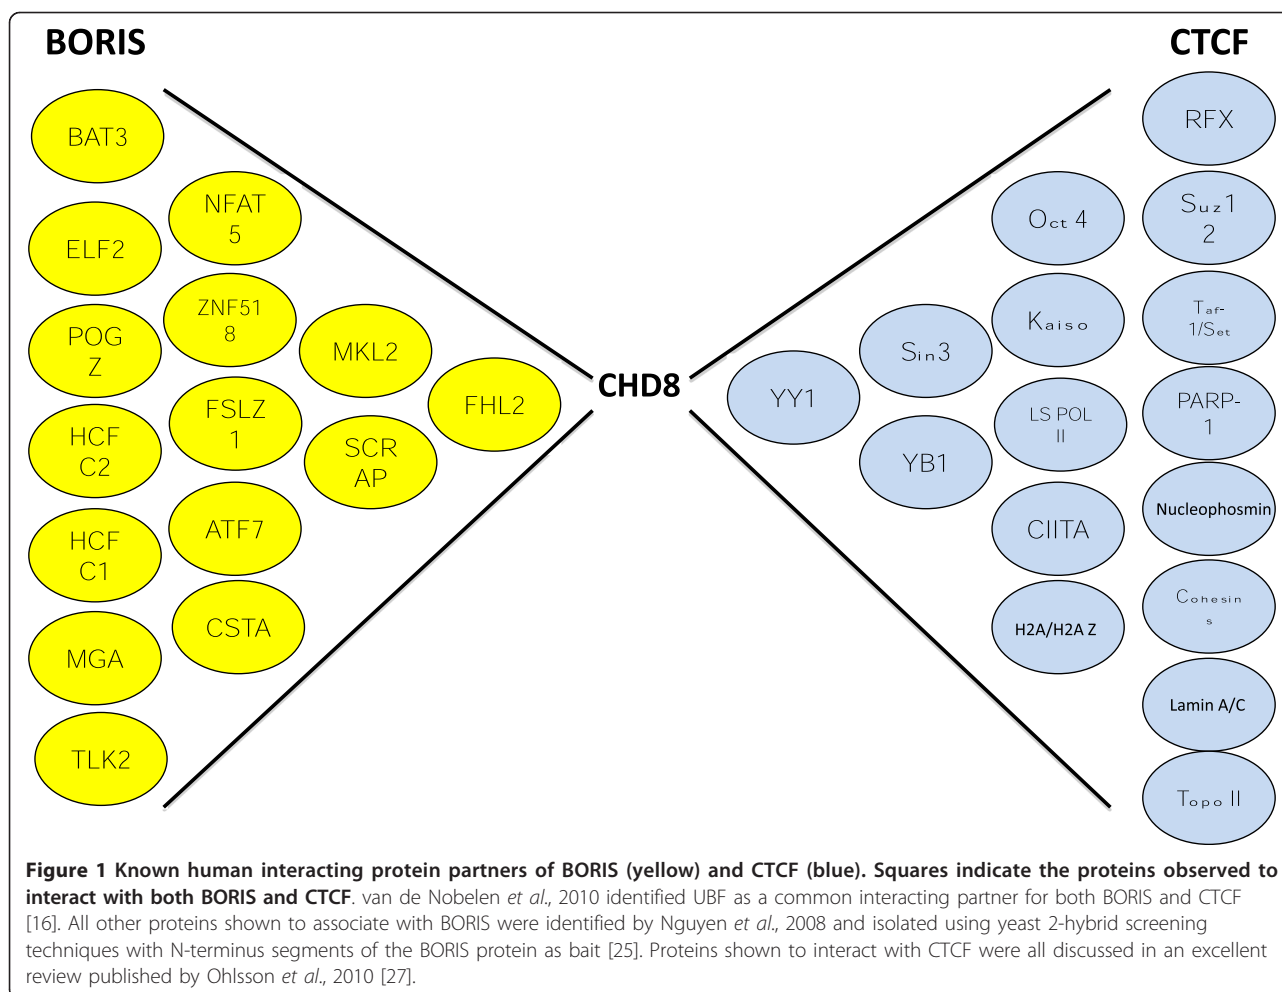 BORIS
CTCF
BAT3
ELF2
POG
Z
HCF
C2
HCF
C1
MGA
TLK2
NFAT
5
ZNF51
8
FSLZ
1
ATF7
CSTA
MKL2
SCR
AP
FHL2
CHD8
YY1
Sin3
YB1
Oct 4
Kaiso
LS POL
II
CIITA
H2A/H2A Z
RFX
Suz1
2
Taf-
1/Set
PARP-
1
Nucleophosmin
Cohesin
s
Lamin A/C
Topo II
Figure 1 Known human interacting protein partners of BORIS (yellow) and CTCF (blue). Squares indicate the proteins observed to
interact with both BORIS and CTCF. van de Nobelen et al., 2010 identified UBF as a common interacting partner for both BORIS and CTCF
[16]. All other proteins shown to associate with BORIS were identified by Nguyen et al., 2008 and isolated using yeast 2-hybrid screening
techniques with N-terminus segments of the BORIS protein as bait [25]. Proteins shown to interact with CTCF were all discussed in an excellent
review published by Ohlsson et al., 2010 [27].